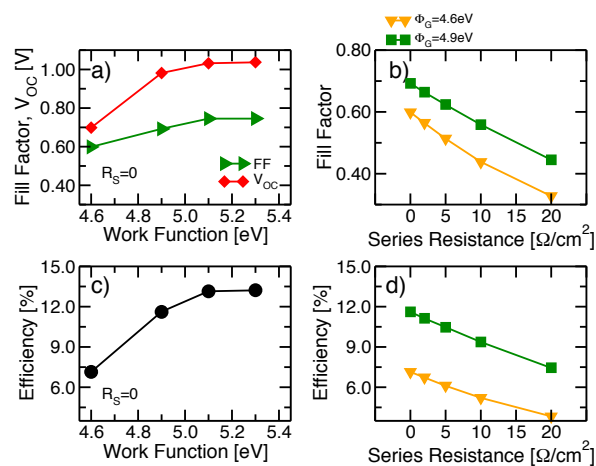 Φ_G=4.6eV
Φ_G=4.9eV
a)
Fill Factor, V_OC [V]
1.00
0.80
0.60
0.40
R_S=0
FF
V_OC
4.6 4.8 5.0 5.2 5.4
Work Function [eV]
b)
Fill Factor
0.80
0.60
0.40
0 5 10 15 20
Series Resistance [Ω/cm²]
c)
Efficiency [%]
15.0
12.0
9.0
6.0
R_S=0
4.6 4.8 5.0 5.2 5.4
Work Function [eV]
d)
Efficiency [%]
15.0
12.0
9.0
6.0
0 5 10 15 20
Series Resistance [Ω/cm²]